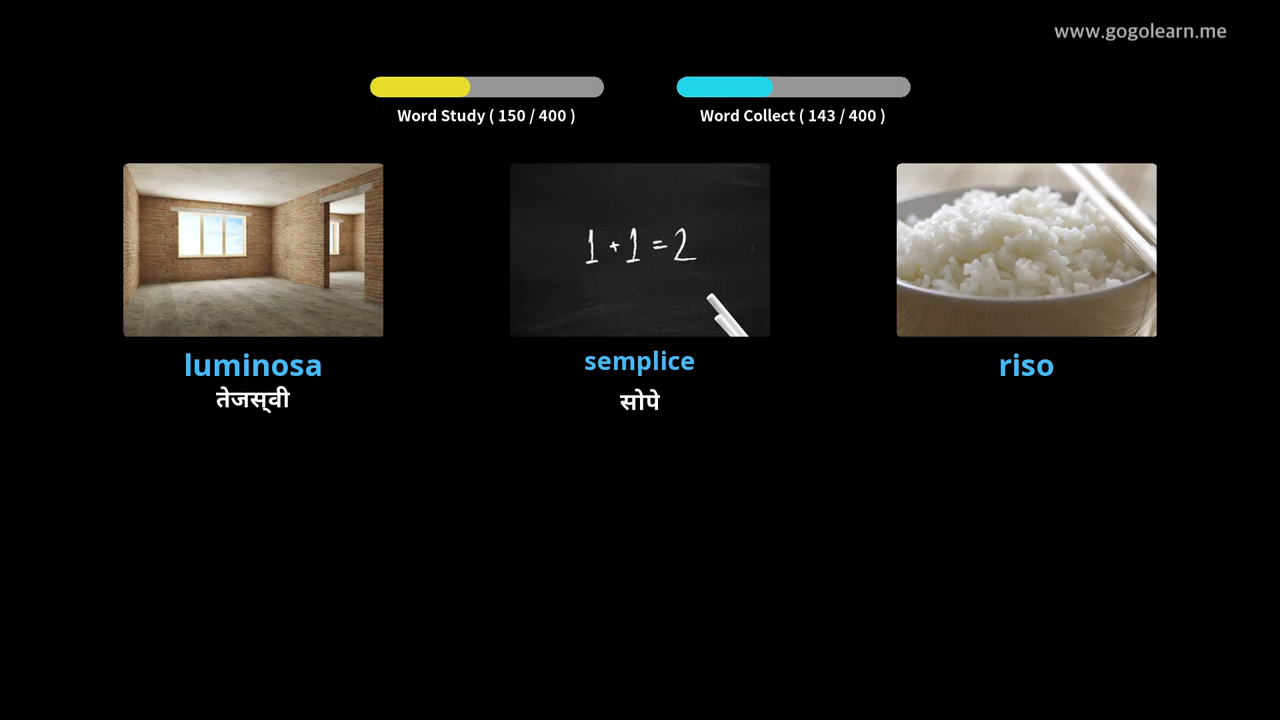 www.gogolearn.me
Word Study ( 150 / 400 )
Word Collect ( 143 / 400 )
1 + 1 = 2
luminosa
semplice
riso
तेजस्‌वी
सोपे